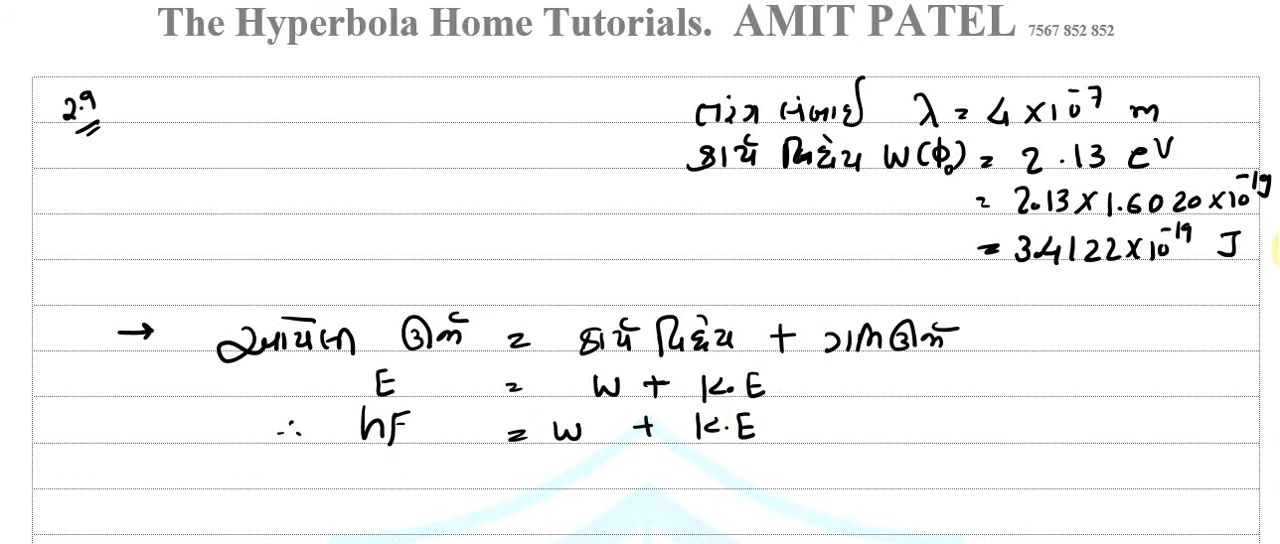 The Hyperbola Home Tutorials. AMIT PATEL 7567 852 852
2.9
તરંગ લંબાઈ λ = 4 × 10⁻⁷ m
કાર્ય વિધેય W(ϕ₀) = 2.13 eV
= 2.13 × 1.6020 × 10⁻¹⁹
= 3.4122 × 10⁻¹⁹ J
→ આપાત ઊર્જા = કાર્ય વિધેય + ગતિઊર્જા
E = W + K.E
∴ hF = W + K.E